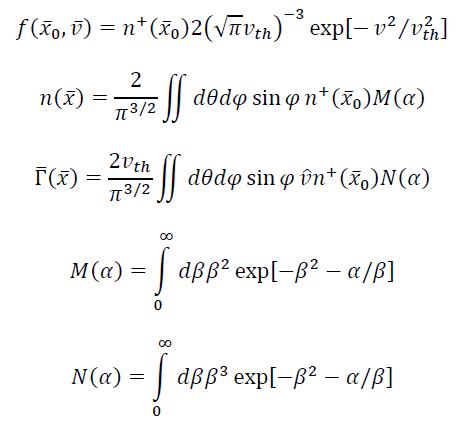 f(x̄₀, v̄) = n⁺(x̄₀)2(√π v_th)⁻³ exp[− v²/v²_th]
n(x̄) = 2/π^{3/2} ∬ dθdφ sin φ n⁺(x̄₀)M(α)
Γ̄(x̄) = 2v_th/π^{3/2} ∬ dθdφ sin φ v̂n⁺(x̄₀)N(α)
M(α) = ∫₀^∞ dββ² exp[−β² − α/β]
N(α) = ∫₀^∞ dββ³ exp[−β² − α/β]